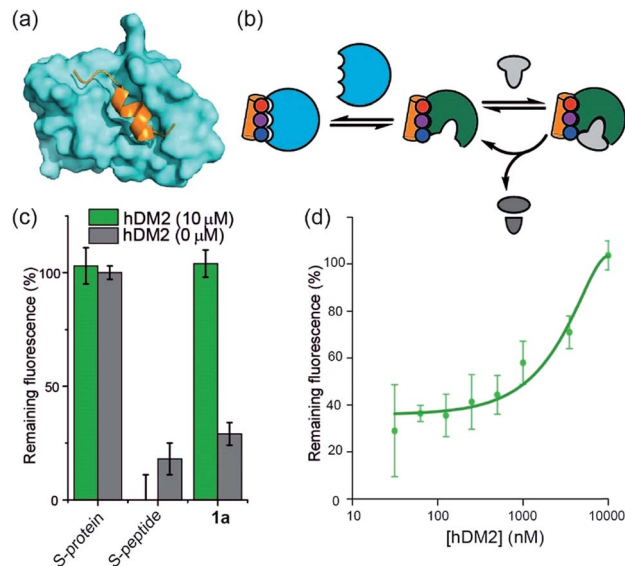 (a)
(b)
(c)
hDM2 (10 μM)
hDM2 (0 μM)
Remaining fluorescence (%)
100
50
0
S-protein
S-peptide
1a
(d)
Remaining fluorescence (%)
100
80
60
40
20
0
10
100
1000
10000
[hDM2] (nM)